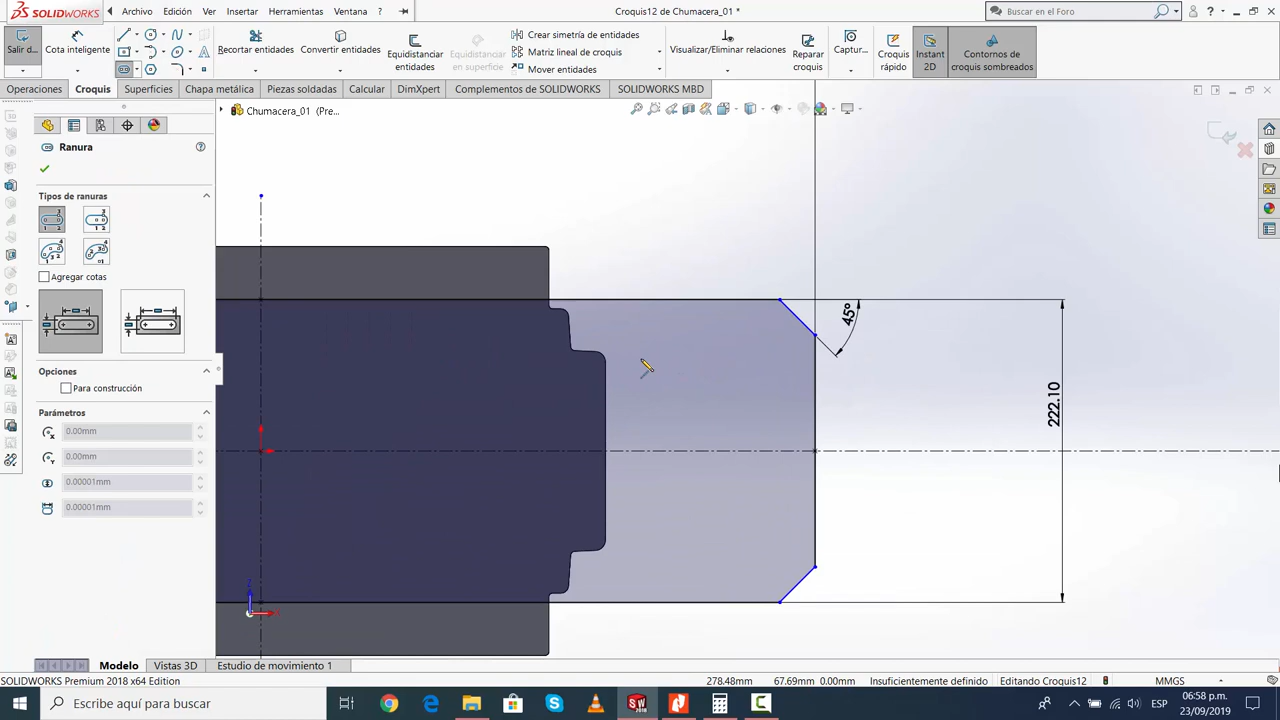 SOLIDWORKS
Archivo Edición Ver Insertar Herramientas Ventana ?
Croquis12 de Chumacera_01 *
Buscar en el Foro
Salir d...
Cota inteligente
Recortar entidades
Convertir entidades
Equidistanciar entidades
Equidistanciar en superficie
Crear simetría de entidades
Matriz lineal de croquis
Mover entidades
Visualizar/Eliminar relaciones
Reparar croquis
Captur...
Croquis rápido
Instant 2D
Contornos de croquis sombreados
Operaciones Croquis Superficies Chapa metálica Piezas soldadas Calcular DimXpert Complementos de SOLIDWORKS SOLIDWORKS MBD
Chumacera_01 (Pre...
Ranura
Tipos de ranuras
Agregar cotas
Opciones
Para construcción
Parámetros
0.00mm
0.00mm
0.00001mm
0.00001mm
45°
222.10
Modelo Vistas 3D Estudio de movimiento 1
SOLIDWORKS Premium 2018 x64 Edition
278.48mm 67.69mm 0.00mm Insuficientemente definido Editando Croquis12 MMGS
Escribe aquí para buscar
ESP
06:58 p.m.
23/09/2019